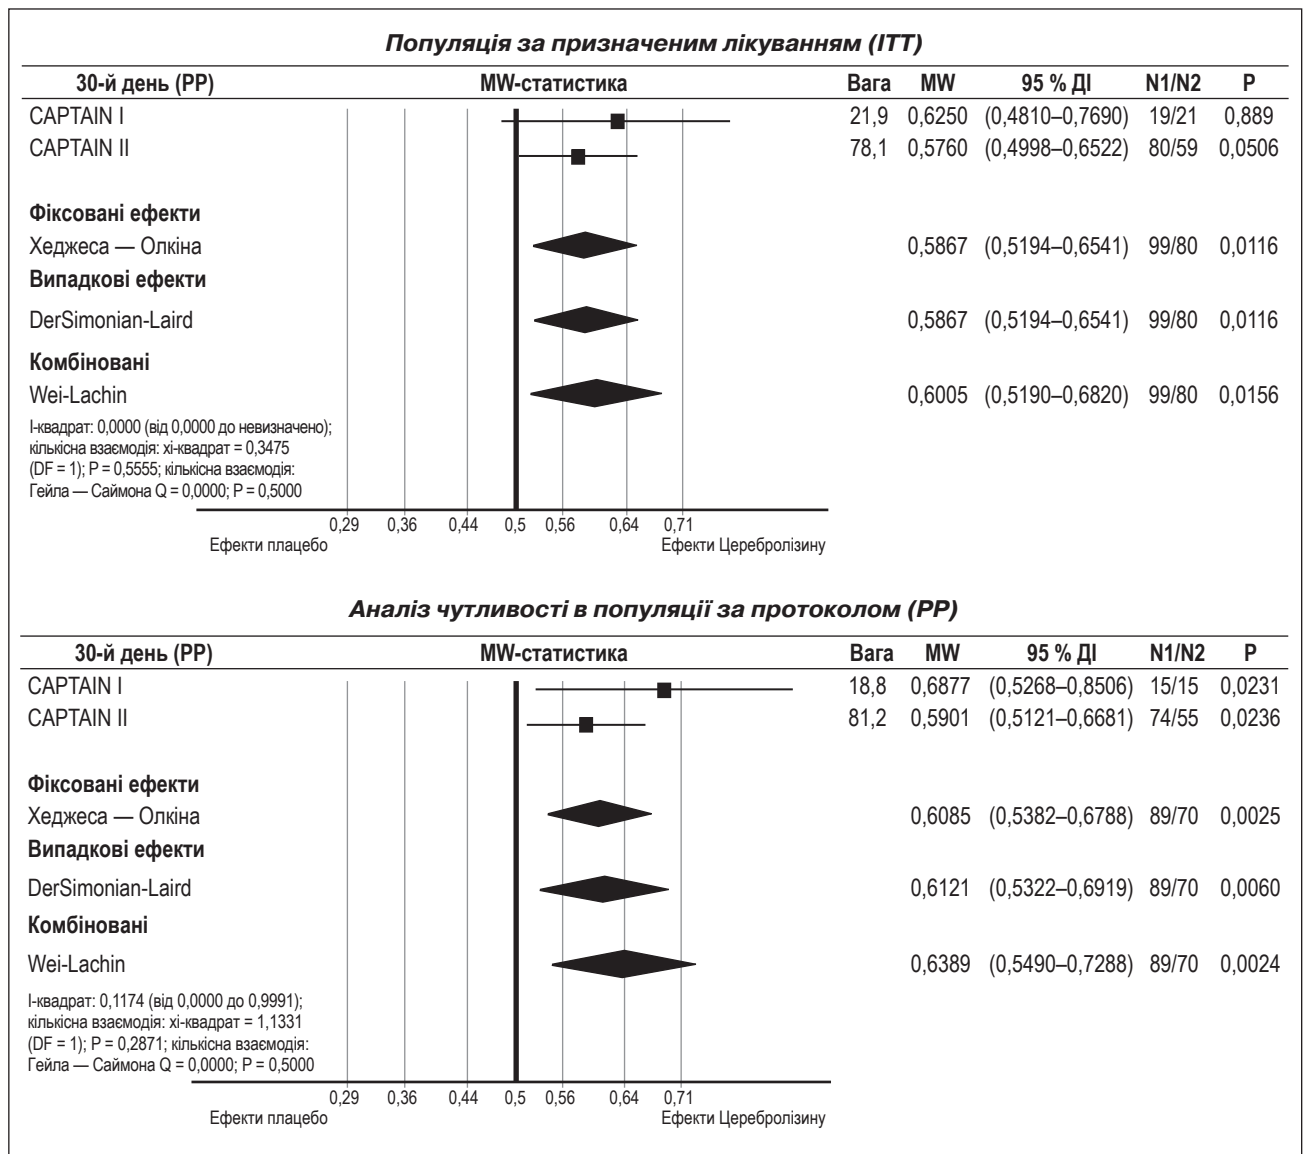 Популяція за призначеним лікуванням (ITT)
30-й день (PP) MW-статистика Вага MW 95 % ДІ N1/N2 P
CAPTAIN I 21,9 0,6250 (0,4810–0,7690) 19/21 0,889
CAPTAIN II 78,1 0,5760 (0,4998–0,6522) 80/59 0,0506
Фіксовані ефекти
Хеджеса — Олкіна 0,5867 (0,5194–0,6541) 99/80 0,0116
Випадкові ефекти
DerSimonian-Laird 0,5867 (0,5194–0,6541) 99/80 0,0116
Комбіновані
Wei-Lachin 0,6005 (0,5190–0,6820) 99/80 0,0156
І-квадрат: 0,0000 (від 0,0000 до невизначено);
кількісна взаємодія: хі-квадрат = 0,3475
(DF = 1); P = 0,5555; кількісна взаємодія:
Гейла — Саймона Q = 0,0000; P = 0,5000
0,29 0,36 0,44 0,5 0,56 0,64 0,71
Ефекти плацебо Ефекти Церебролізину
Аналіз чутливості в популяції за протоколом (PP)
30-й день (PP) MW-статистика Вага MW 95 % ДІ N1/N2 P
CAPTAIN I 18,8 0,6877 (0,5268–0,8506) 15/15 0,0231
CAPTAIN II 81,2 0,5901 (0,5121–0,6681) 74/55 0,0236
Фіксовані ефекти
Хеджеса — Олкіна 0,6085 (0,5382–0,6788) 89/70 0,0025
Випадкові ефекти
DerSimonian-Laird 0,6121 (0,5322–0,6919) 89/70 0,0060
Комбіновані
Wei-Lachin 0,6389 (0,5490–0,7288) 89/70 0,0024
І-квадрат: 0,1174 (від 0,0000 до 0,9991);
кількісна взаємодія: хі-квадрат = 1,1331
(DF = 1); P = 0,2871; кількісна взаємодія:
Гейла — Саймона Q = 0,0000; P = 0,5000
0,29 0,36 0,44 0,5 0,56 0,64 0,71
Ефекти плацебо Ефекти Церебролізину